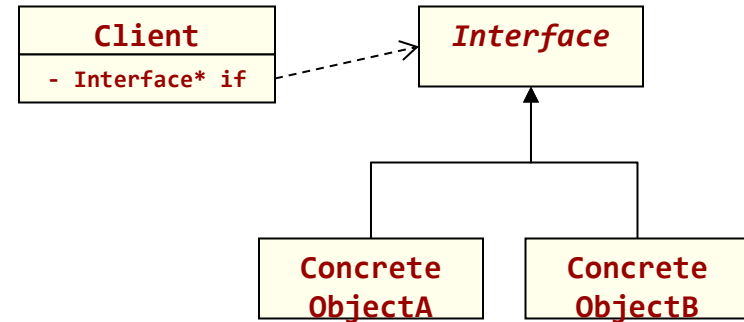 Client
- Interface* if
Interface
Concrete
ObjectA
Concrete
ObjectB